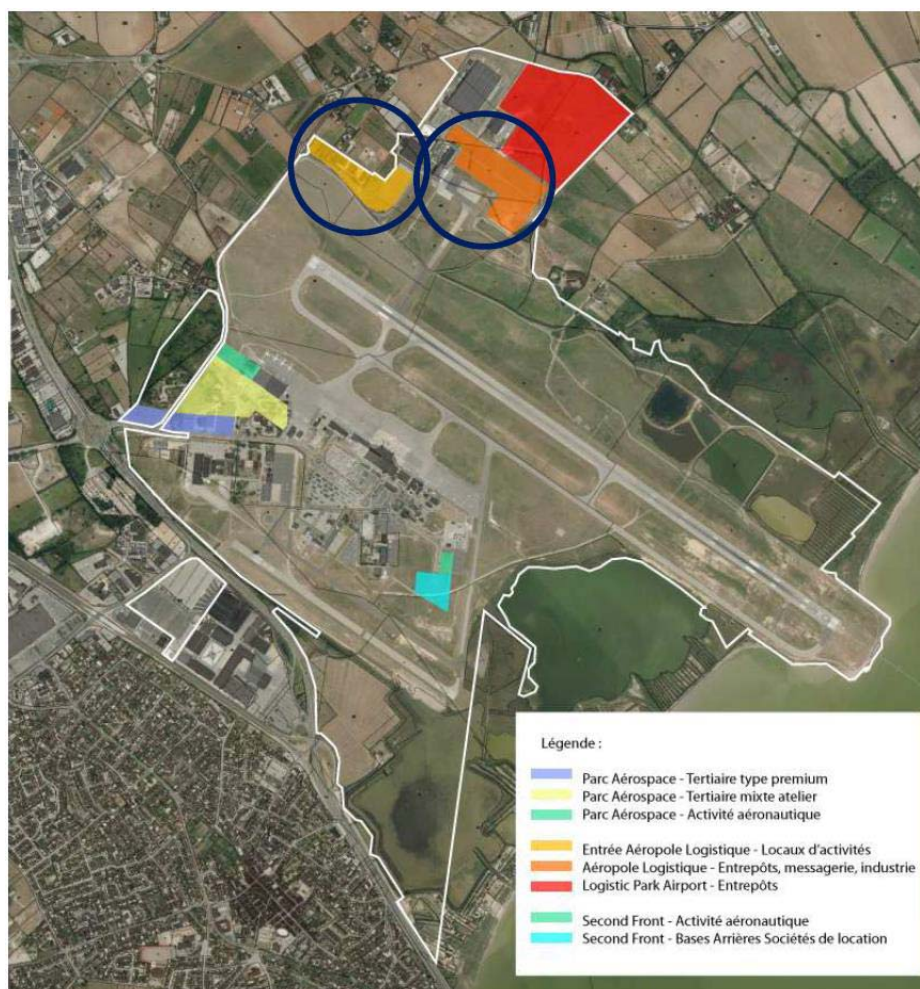 Légende :
Parc Aérospace - Tertiaire type premium
Parc Aérospace - Tertiaire mixte atelier
Parc Aérospace - Activité aéronautique
Entrée Aéropole Logistique - Locaux d'activités
Aéropole Logistique - Entrepôts, messagerie, industrie
Logistic Park Airport - Entrepôts
Second Front - Activité aéronautique
Second Front - Bases Arrières Sociétés de location